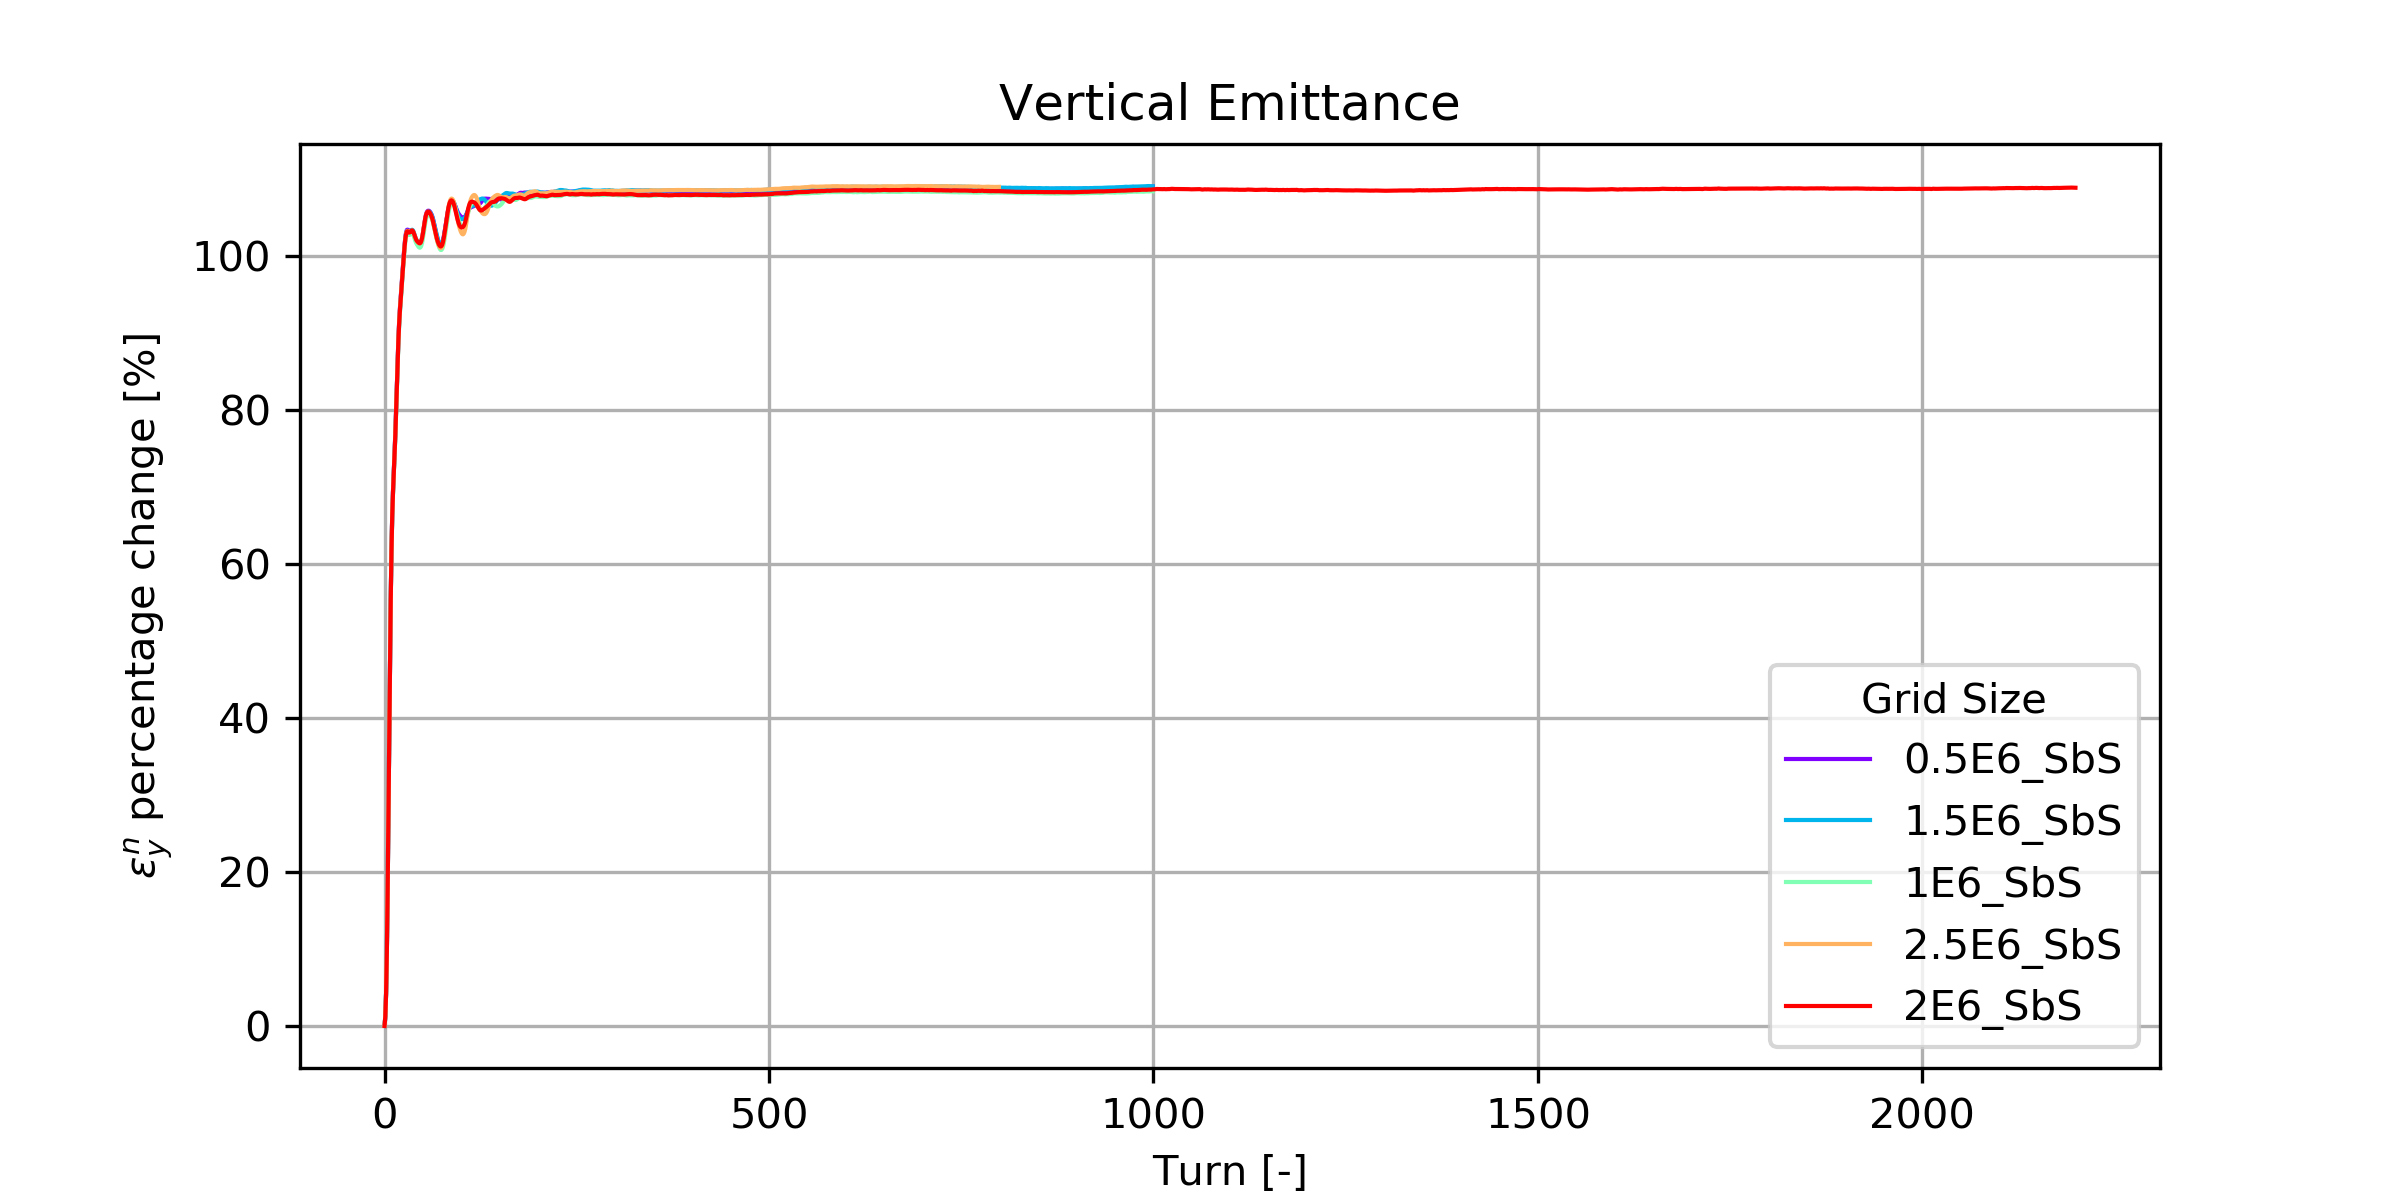 Vertical Emittance
εyⁿ percentage change [%]
100
80
60
40
20
0
0 500 1000 1500 2000
Turn [-]
Grid Size
0.5E6_SbS
1.5E6_SbS
1E6_SbS
2.5E6_SbS
2E6_SbS